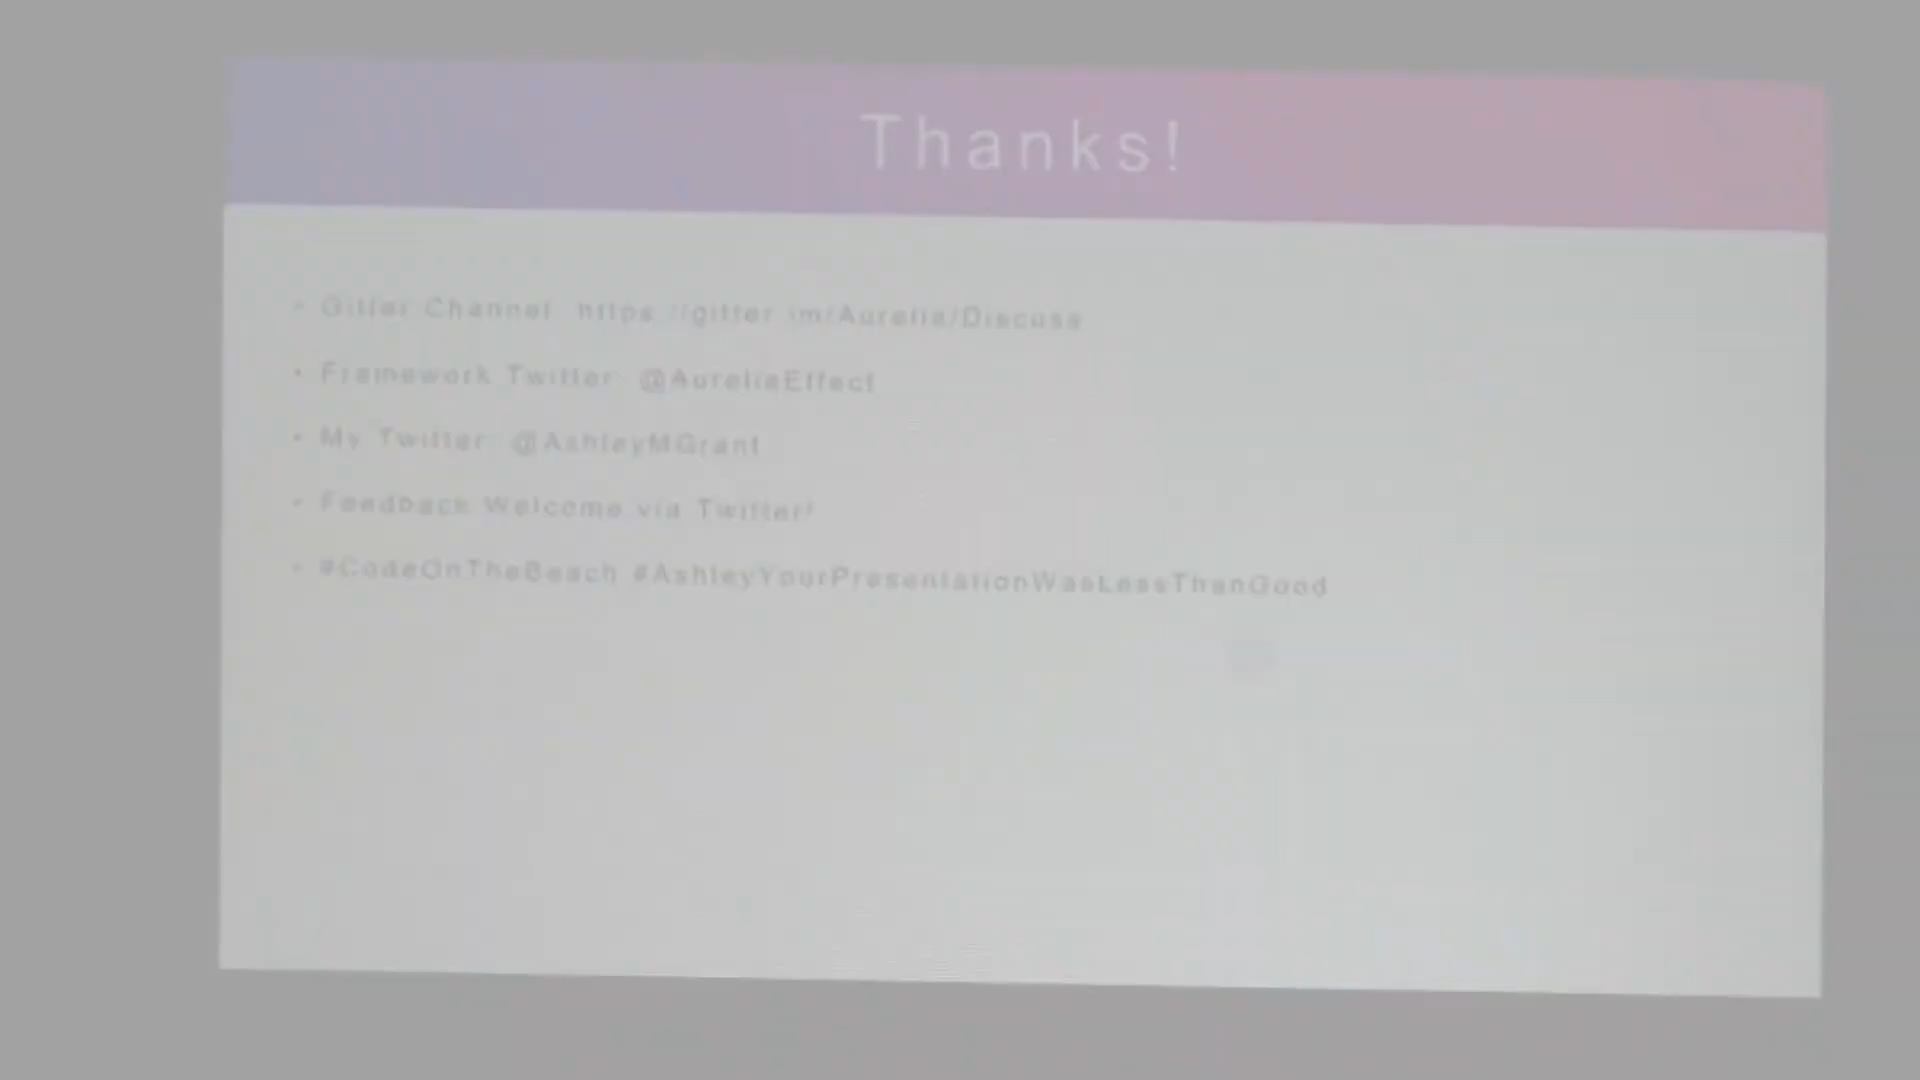 Thanks!
• Gitter Channel: https://gitter.im/Aurelia/Discuss
• Framework Twitter: @AureliaEffect
• My Twitter: @AshleyMGrant
• Feedback Welcome via Twitter!
• #CodeOnTheBeach #AshleyYourPresentationWasLessThanGood